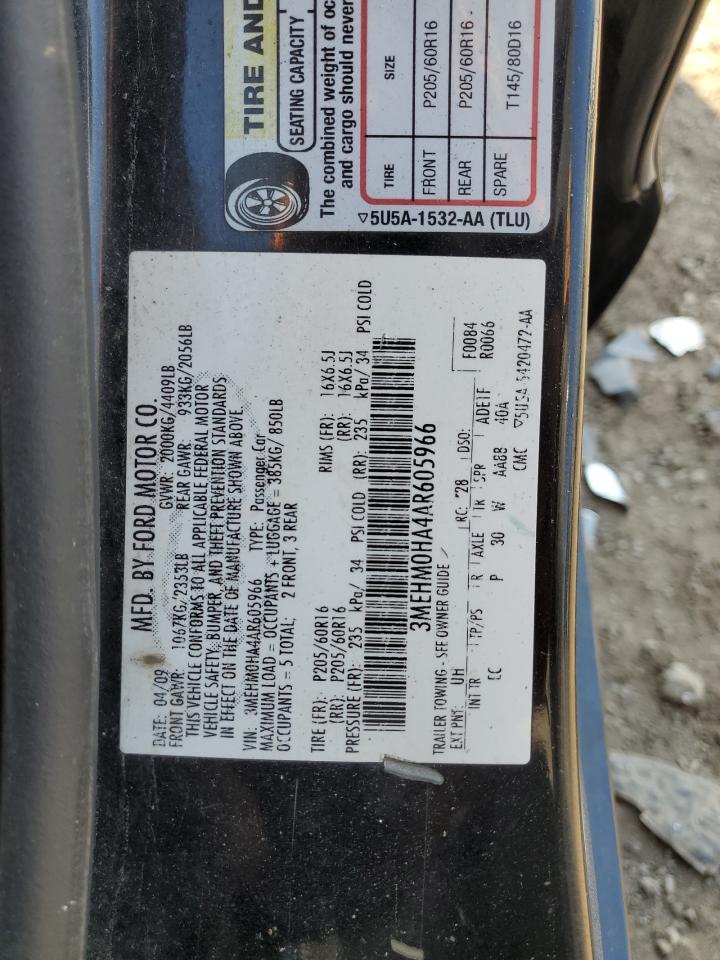 MFD. BY FORD MOTOR CO.
DATE: 04/09 GVWR: 2000KG/4409LB
FRONT GAWR: 1067KG/2353LB REAR GAWR: 933KG/2056LB
THIS VEHICLE CONFORMS TO ALL APPLICABLE FEDERAL MOTOR
VEHICLE SAFETY, BUMPER, AND THEFT PREVENTION STANDARDS
IN EFFECT ON THE DATE OF MANUFACTURE SHOWN ABOVE.
VIN: 3MEHM0HA4AR605966 TYPE: Passenger Car
MAXIMUM LOAD = OCCUPANTS + LUGGAGE = 385KG/ 850LB
OCCUPANTS = 5 TOTAL: 2 FRONT, 3 REAR
TIRE (FR): P205/60R16 RIMS (FR): 16X6.5J
(RR): P205/60R16 (RR): 16X6.5J
PRESSURE (FR): 235 kPa/ 34 PSI COLD (RR): 235 kPa/ 34 PSI COLD
3MEHM0HA4AR605966
TRAILER TOWING - SEE OWNER GUIDE F0084
EXT PNT: UH RC: 28 DSO: R0066
INT TR TP/PS R AXLE TR SPR ADE1F
EC P 30 W AABB 40A
CMC ▽5U5A 5420472-AA
TIRE AND
SEATING CAPACITY
The combined weight of oc
and cargo should never
TIRE SIZE
FRONT P205/60R16
REAR P205/60R16
SPARE T145/80D16
▽5U5A-1532-AA (TLU)